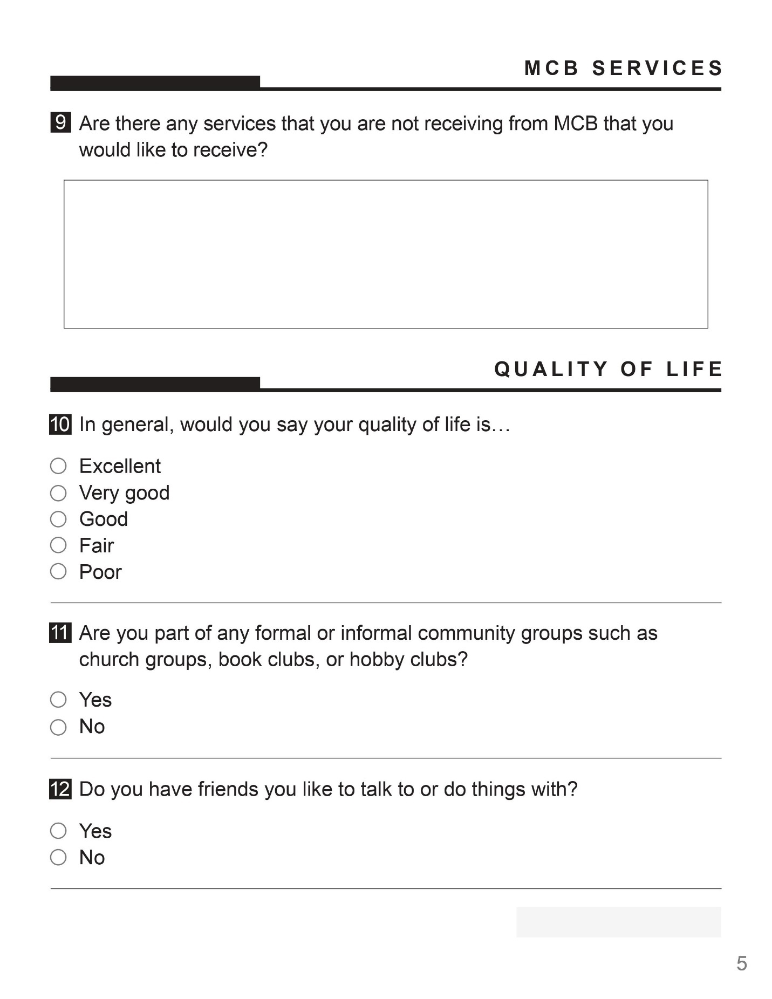 MCB SERVICES
9 Are there any services that you are not receiving from MCB that you
would like to receive?
QUALITY OF LIFE
10 In general, would you say your quality of life is…
Excellent
Very good
Good
Fair
Poor
11 Are you part of any formal or informal community groups such as
church groups, book clubs, or hobby clubs?
Yes
No
12 Do you have friends you like to talk to or do things with?
Yes
No
5